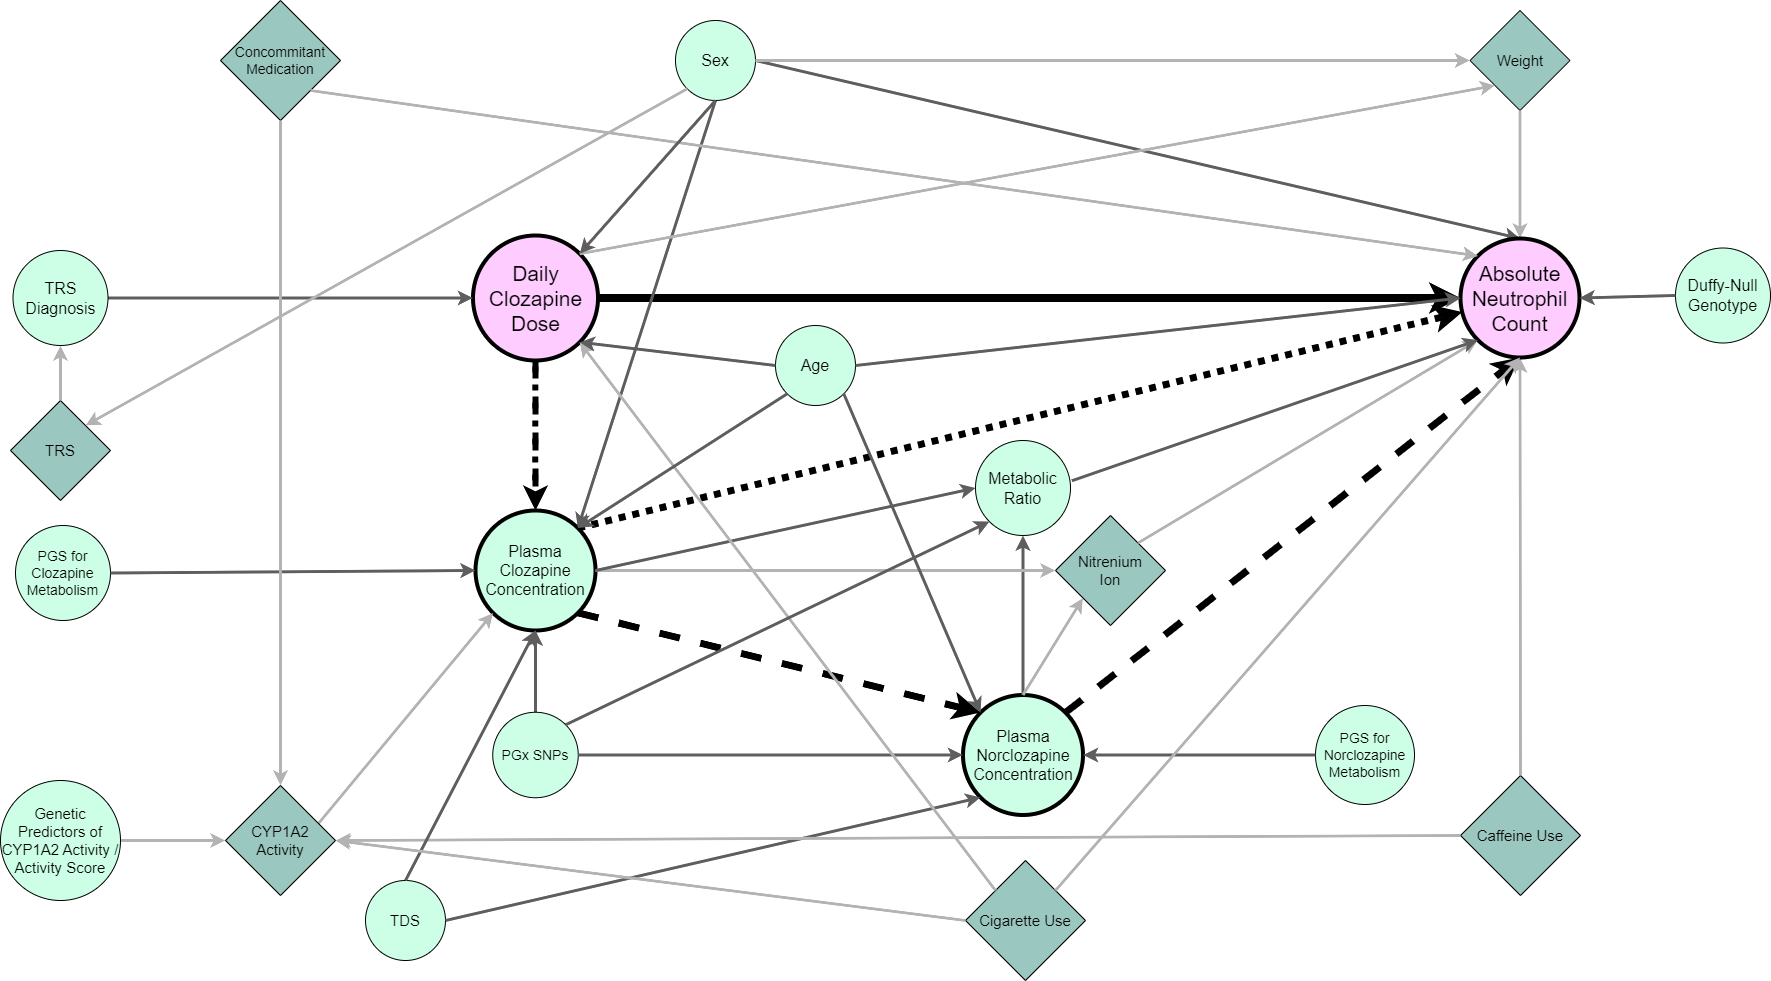 Concommitant
Medication
Sex
Weight
TRS
Diagnosis
Daily
Clozapine
Dose
Absolute
Neutrophil
Count
Duffy-Null
Genotype
Age
TRS
Metabolic
Ratio
PGS for
Clozapine
Metabolism
Plasma
Clozapine
Concentration
Nitrenium
Ion
PGx SNPs
Plasma
Norclozapine
Concentration
PGS for
Norclozapine
Metabolism
Genetic
Predictors of
CYP1A2 Activity /
Activity Score
CYP1A2
Activity
Caffeine Use
TDS
Cigarette Use